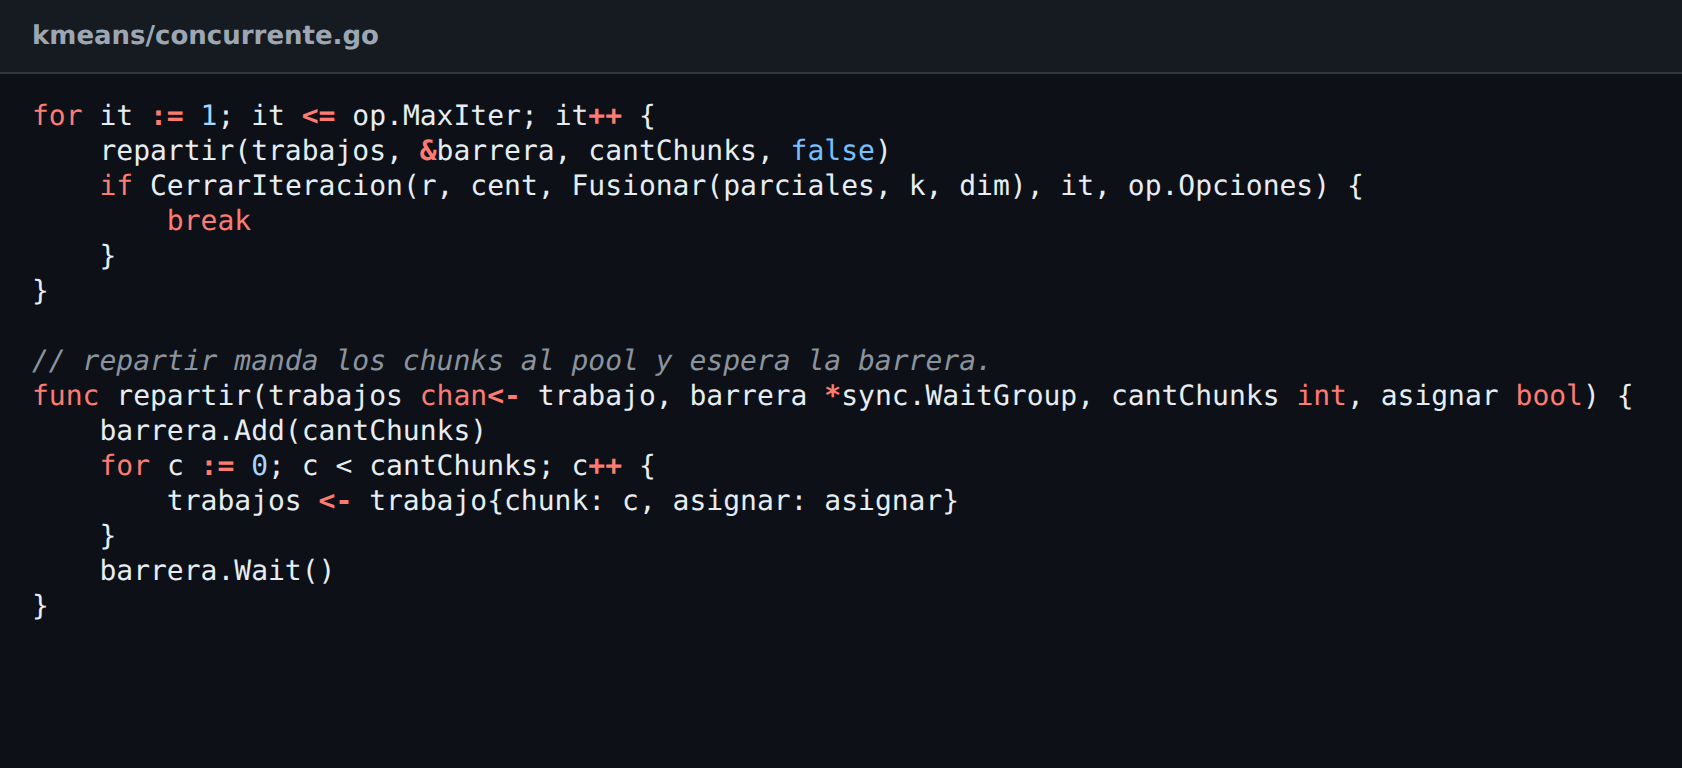 kmeans/concurrente.go
for it := 1; it <= op.MaxIter; it++ {
    repartir(trabajos, &barrera, cantChunks, false)
    if CerrarIteracion(r, cent, Fusionar(parciales, k, dim), it, op.Opciones) {
        break
    }
}
// repartir manda los chunks al pool y espera la barrera.
func repartir(trabajos chan<- trabajo, barrera *sync.WaitGroup, cantChunks int, asignar bool) {
    barrera.Add(cantChunks)
    for c := 0; c < cantChunks; c++ {
        trabajos <- trabajo{chunk: c, asignar: asignar}
    }
    barrera.Wait()
}